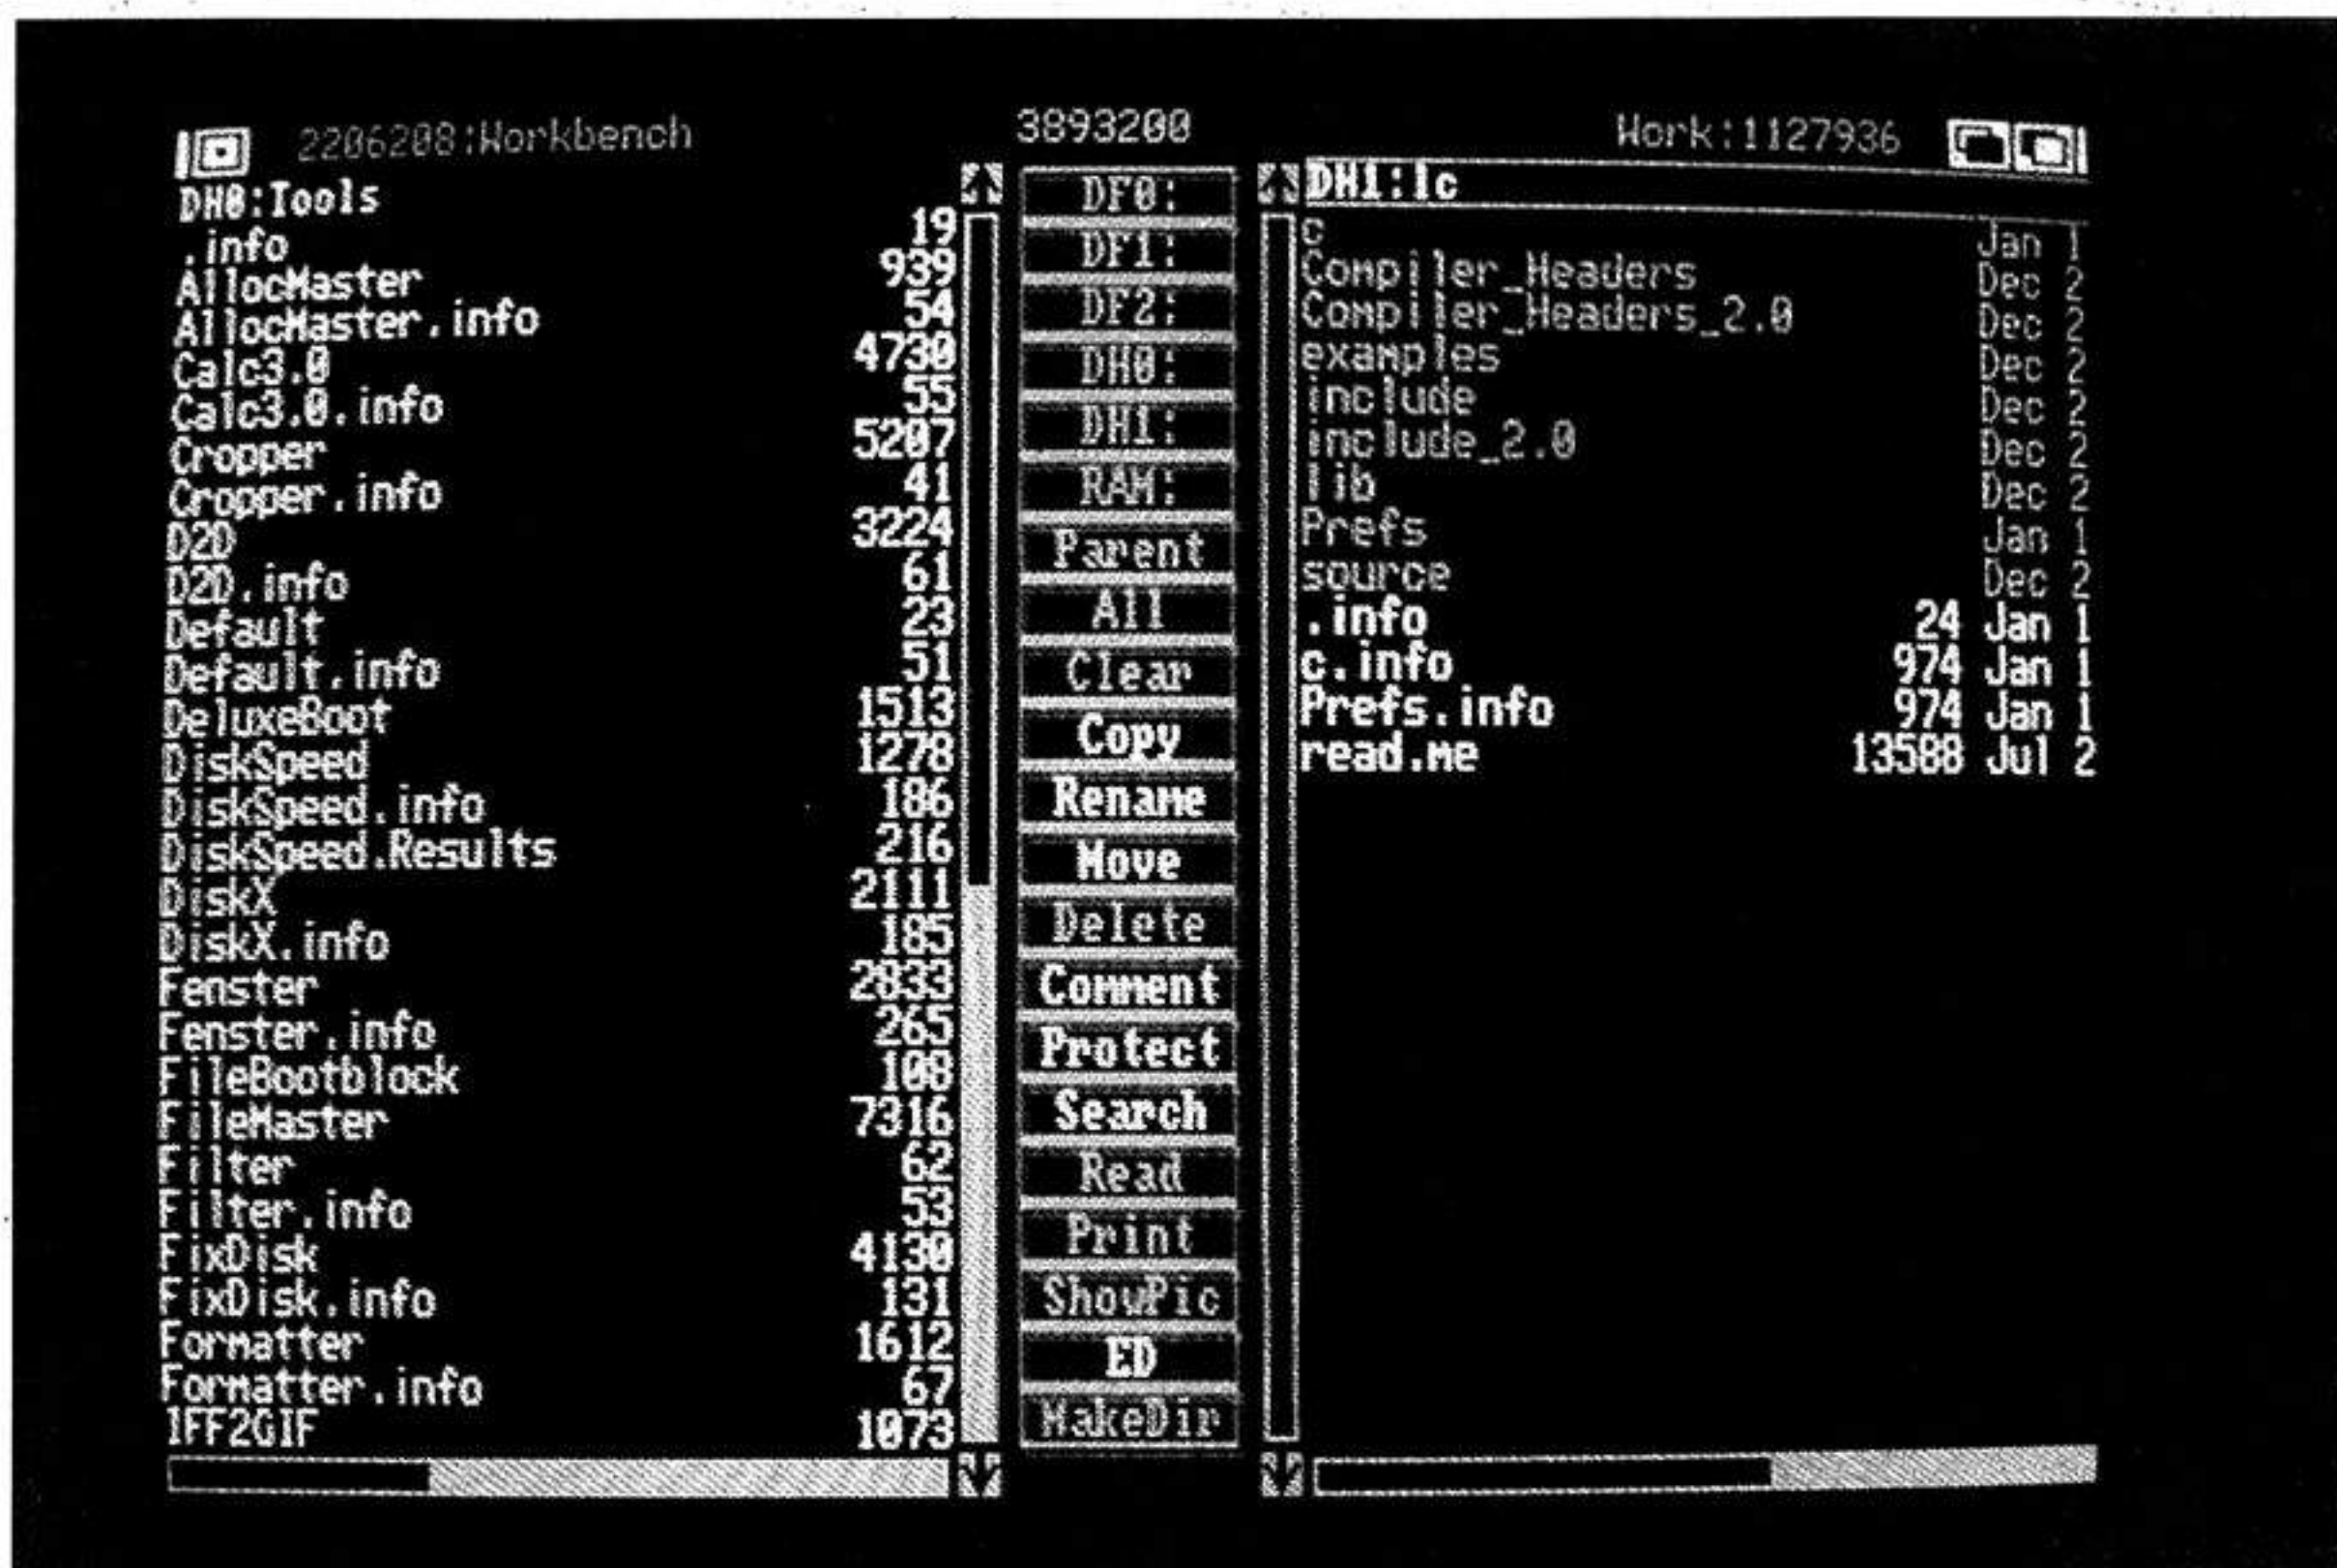 2206208:Workbench
DH0:Tools
.info 19
AllocMaster 939
AllocMaster.info 54
Calc3.0 4730
Calc3.0.info 55
Cropper 5207
Cropper.info 41
D2D 3224
D2D.info 61
Default 23
Default.info 51
DeluxeBoot 1513
DiskSpeed 1278
DiskSpeed.info 186
DiskSpeed.Results 216
DiskX 2111
DiskX.info 185
Fenster 2833
Fenster.info 265
FileBootblock 108
FileMaster 7316
Filter 62
Filter.info 53
FixDisk 4130
FixDisk.info 131
Formatter 1612
Formatter.info 67
IFF2GIF 1073
3893200
DF0:
DF1:
DF2:
DH0:
DH1:
RAM:
Parent
All
Clear
Copy
Rename
Move
Delete
Comment
Protect
Search
Read
Print
ShowPic
ED
MakeDir
Work:1127936
DH1:lc
c Jan 1
Compiler_Headers Dec 2
Compiler_Headers_2.0 Dec 2
examples Dec 2
include Dec 2
include_2.0 Dec 2
lib Dec 2
Prefs Jan 1
source Dec 2
.info 24 Jan 1
c.info 974 Jan 1
Prefs.info 974 Jan 1
read.me 13588 Jul 2